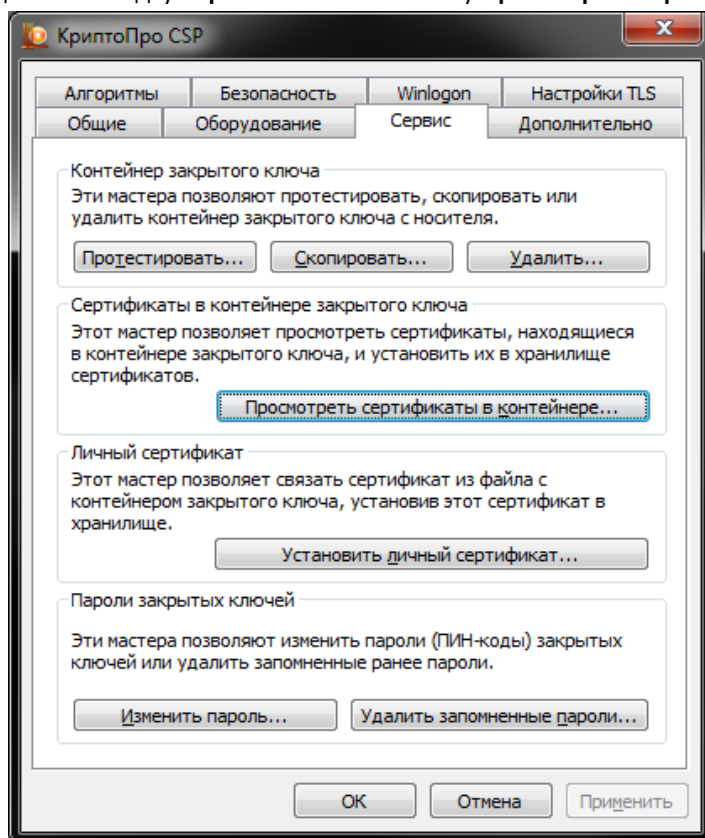 КриптоПро CSP
Алгоритмы Безопасность Winlogon Настройки TLS
Общие Оборудование Сервис Дополнительно
Контейнер закрытого ключа
Эти мастера позволяют протестировать, скопировать или
удалить контейнер закрытого ключа с носителя.
Протестировать... Скопировать... Удалить...
Сертификаты в контейнере закрытого ключа
Этот мастер позволяет просмотреть сертификаты, находящиеся
в контейнере закрытого ключа, и установить их в хранилище
сертификатов.
Просмотреть сертификаты в контейнере...
Личный сертификат
Этот мастер позволяет связать сертификат из файла с
контейнером закрытого ключа, установив этот сертификат в
хранилище.
Установить личный сертификат...
Пароли закрытых ключей
Эти мастера позволяют изменить пароли (ПИН-коды) закрытых
ключей или удалить запомненные ранее пароли.
Изменить пароль... Удалить запомненные пароли...
ОК Отмена Применить